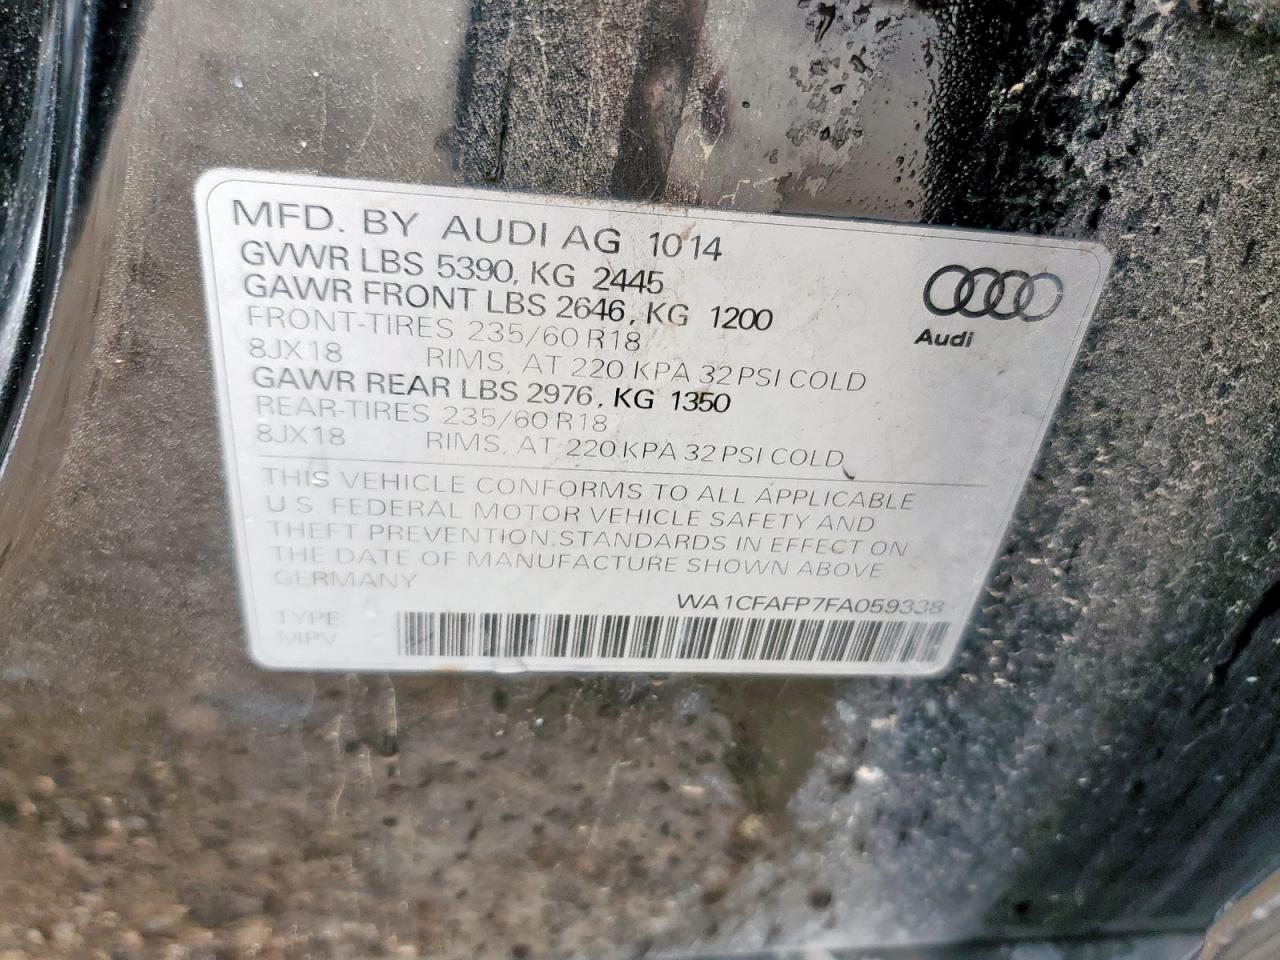 MFD. BY AUDI AG 10 14
GVWR LBS 5390, KG 2445
GAWR FRONT LBS 2646, KG 1200
FRONT-TIRES 235/60 R18
8JX18 RIMS, AT 220 KPA 32 PSI COLD
GAWR REAR LBS 2976, KG 1350
REAR-TIRES 235/60 R18
8JX18 RIMS, AT 220 KPA 32 PSI COLD
Audi
THIS VEHICLE CONFORMS TO ALL APPLICABLE
U.S. FEDERAL MOTOR VEHICLE SAFETY AND
THEFT PREVENTION STANDARDS IN EFFECT ON
THE DATE OF MANUFACTURE SHOWN ABOVE
GERMANY
WA1CFAFP7FA059338
TYPE
MPV